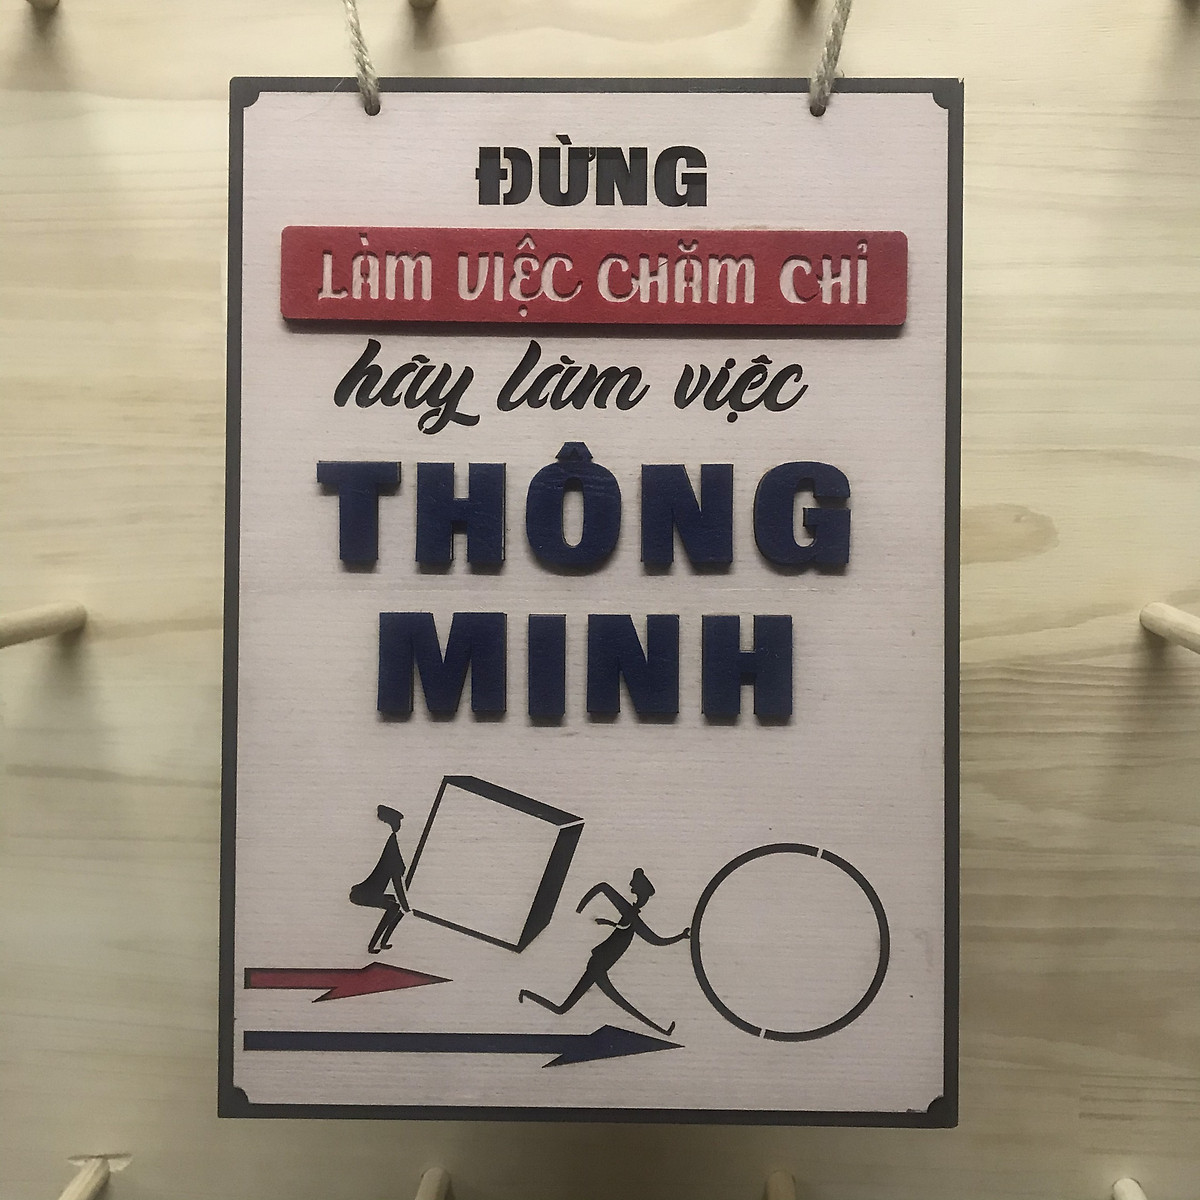 ĐỪNG
LÀM VIỆC CHĂM CHỈ
hãy làm việc
THÔNG
MINH